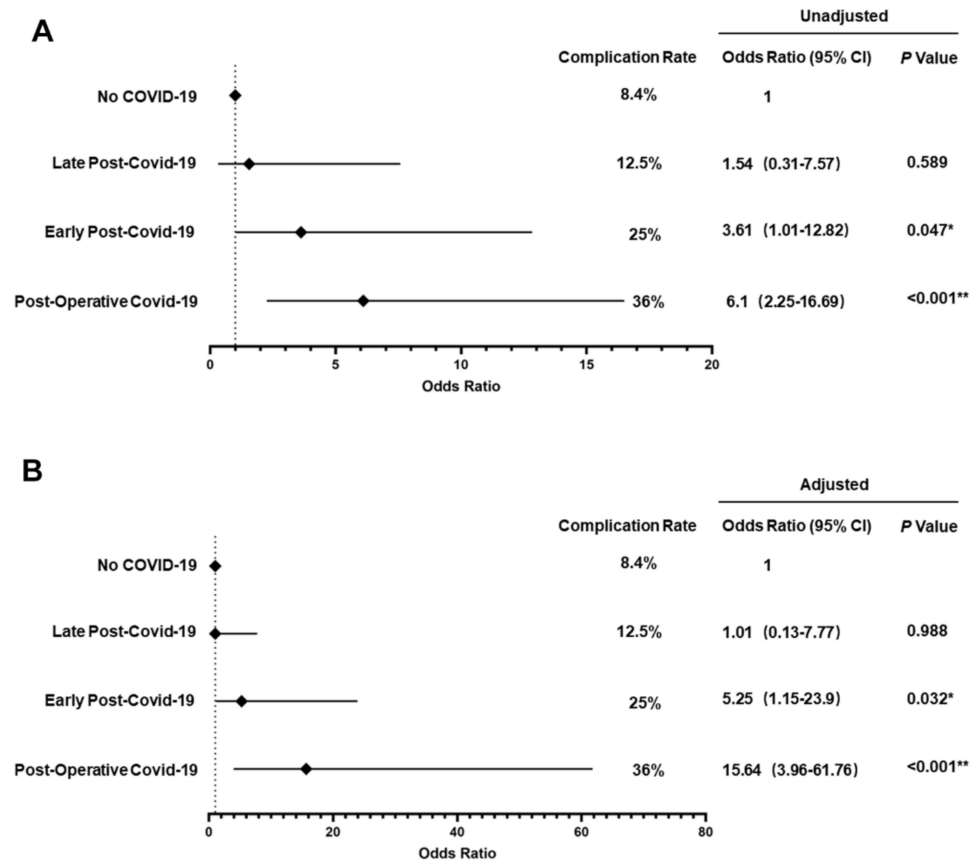 A
Unadjusted
Complication Rate Odds Ratio (95% CI) P Value
No COVID-19 8.4% 1
Late Post-Covid-19 12.5% 1.54 (0.31-7.57) 0.589
Early Post-Covid-19 25% 3.61 (1.01-12.82) 0.047*
Post-Operative Covid-19 36% 6.1 (2.25-16.69) <0.001**
0 5 10 15 20
Odds Ratio
B
Adjusted
Complication Rate Odds Ratio (95% CI) P Value
No COVID-19 8.4% 1
Late Post-Covid-19 12.5% 1.01 (0.13-7.77) 0.988
Early Post-Covid-19 25% 5.25 (1.15-23.9) 0.032*
Post-Operative Covid-19 36% 15.64 (3.96-61.76) <0.001**
0 20 40 60 80
Odds Ratio